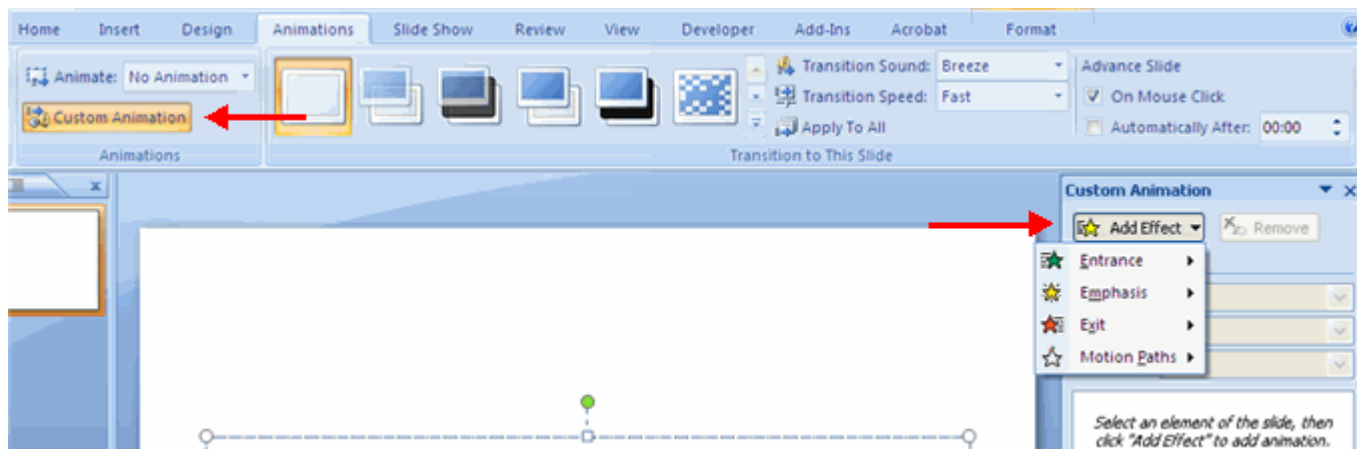 Home Insert Design Animations Slide Show Review View Developer Add-Ins Acrobat Format
Animate: No Animation
Custom Animation
Animations
Transition Sound: Breeze
Transition Speed: Fast
Apply To All
Transition to This Slide
Advance Slide
On Mouse Click
Automatically After: 00:00
Custom Animation
Add Effect Remove
Entrance
Emphasis
Exit
Motion Paths
Select an element of the slide, then
click "Add Effect" to add animation.